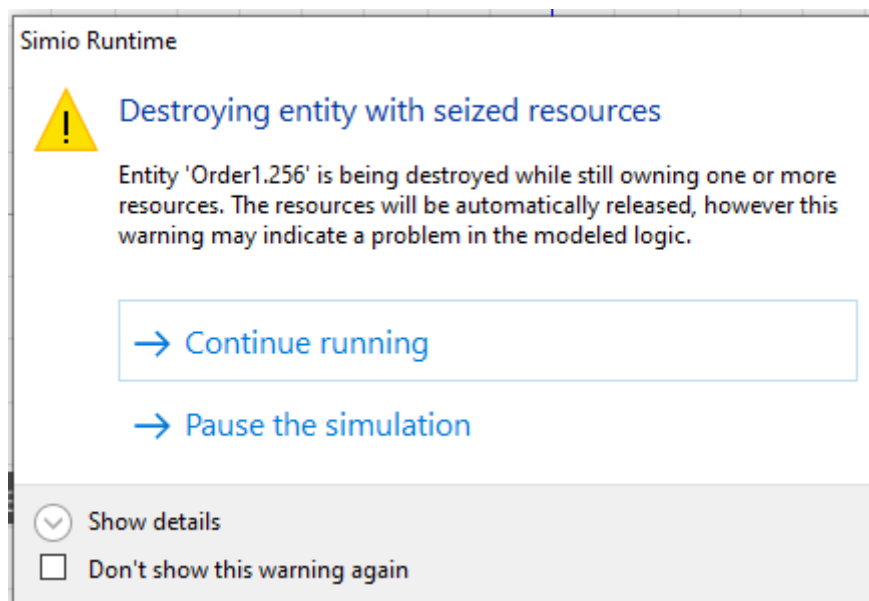 Simio Runtime
Destroying entity with seized resources
Entity 'Order1.256' is being destroyed while still owning one or more
resources. The resources will be automatically released, however this
warning may indicate a problem in the modeled logic.
Continue running
Pause the simulation
Show details
Don't show this warning again